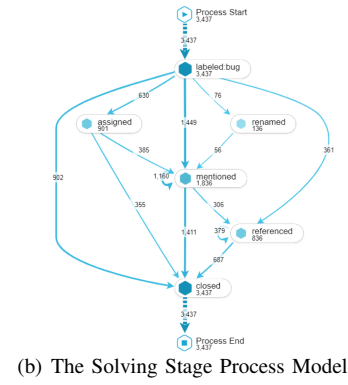 Process Start
3,437
3,437
labeled:bug
3,437
630
76
assigned
901
1,449
renamed
136
385
56
361
902
1,160
mentioned
1,836
355
306
379
referenced
836
1,411
687
closed
3,437
3,437
Process End
3,437
(b) The Solving Stage Process Model